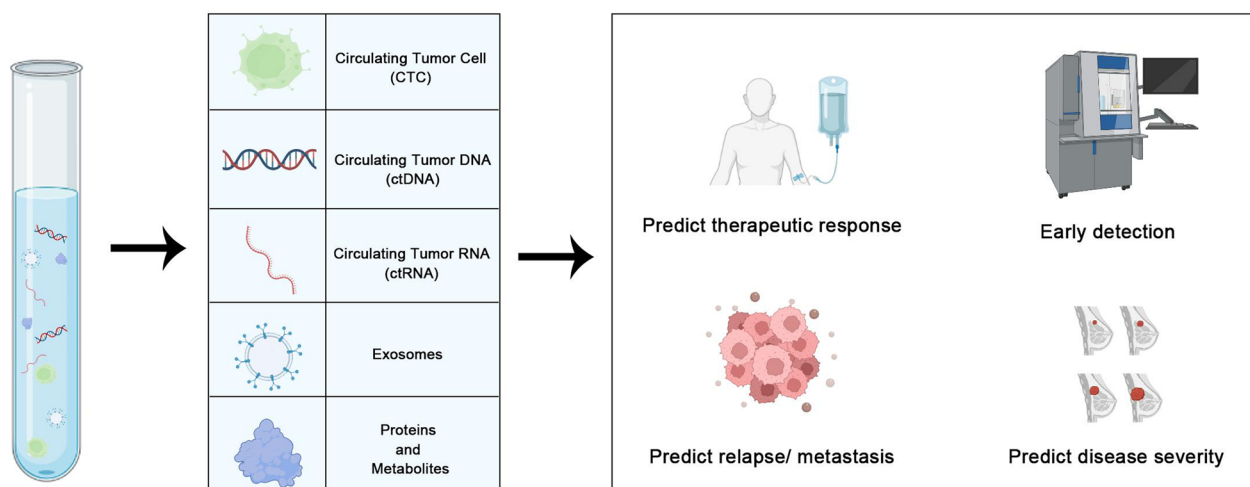 Circulating Tumor Cell
(CTC)
Circulating Tumor DNA
(ctDNA)
Circulating Tumor RNA
(ctRNA)
Exosomes
Proteins
and
Metabolites
Predict therapeutic response
Early detection
Predict relapse/ metastasis
Predict disease severity